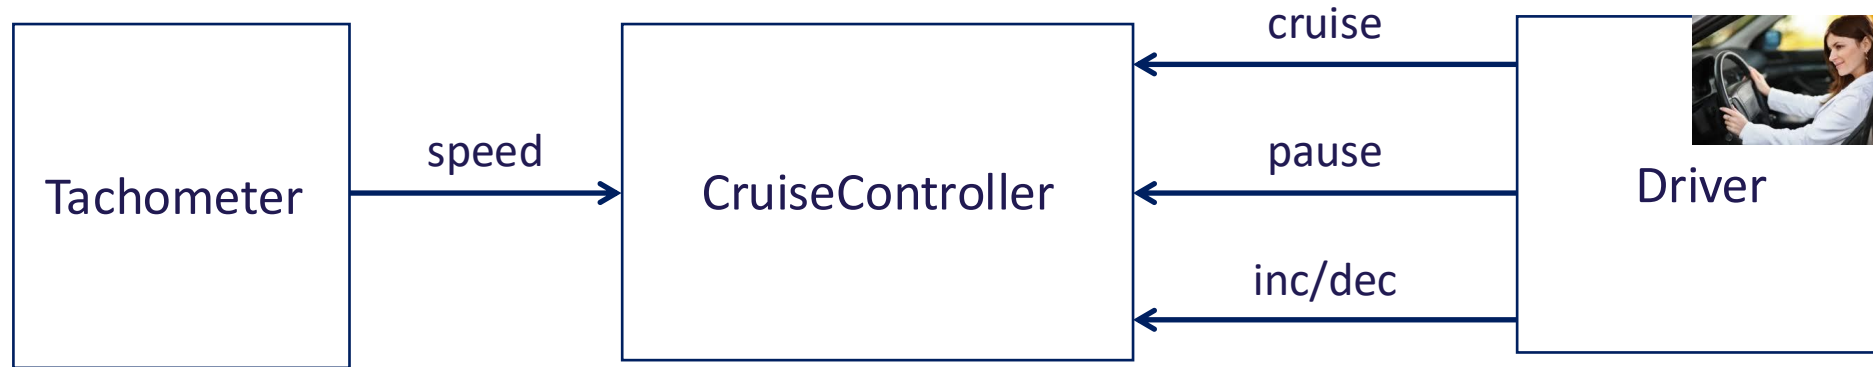 Tachometer
speed
CruiseController
cruise
pause
inc/dec
Driver